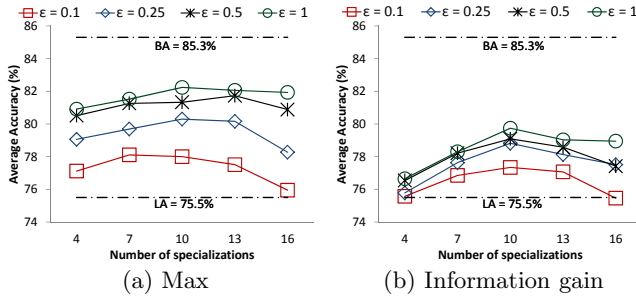 ε = 0.1 ε = 0.25 ε = 0.5 ε = 1
86
84
82
80
78
76
74
Average Accuracy (%)
BA = 85.3%
LA = 75.5%
4 7 10 13 16
Number of specializations
(a) Max
ε = 0.1 ε = 0.25 ε = 0.5 ε = 1
86
84
82
80
78
76
74
Average Accuracy (%)
BA = 85.3%
LA = 75.5%
4 7 10 13 16
Number of specializations
(b) Information gain